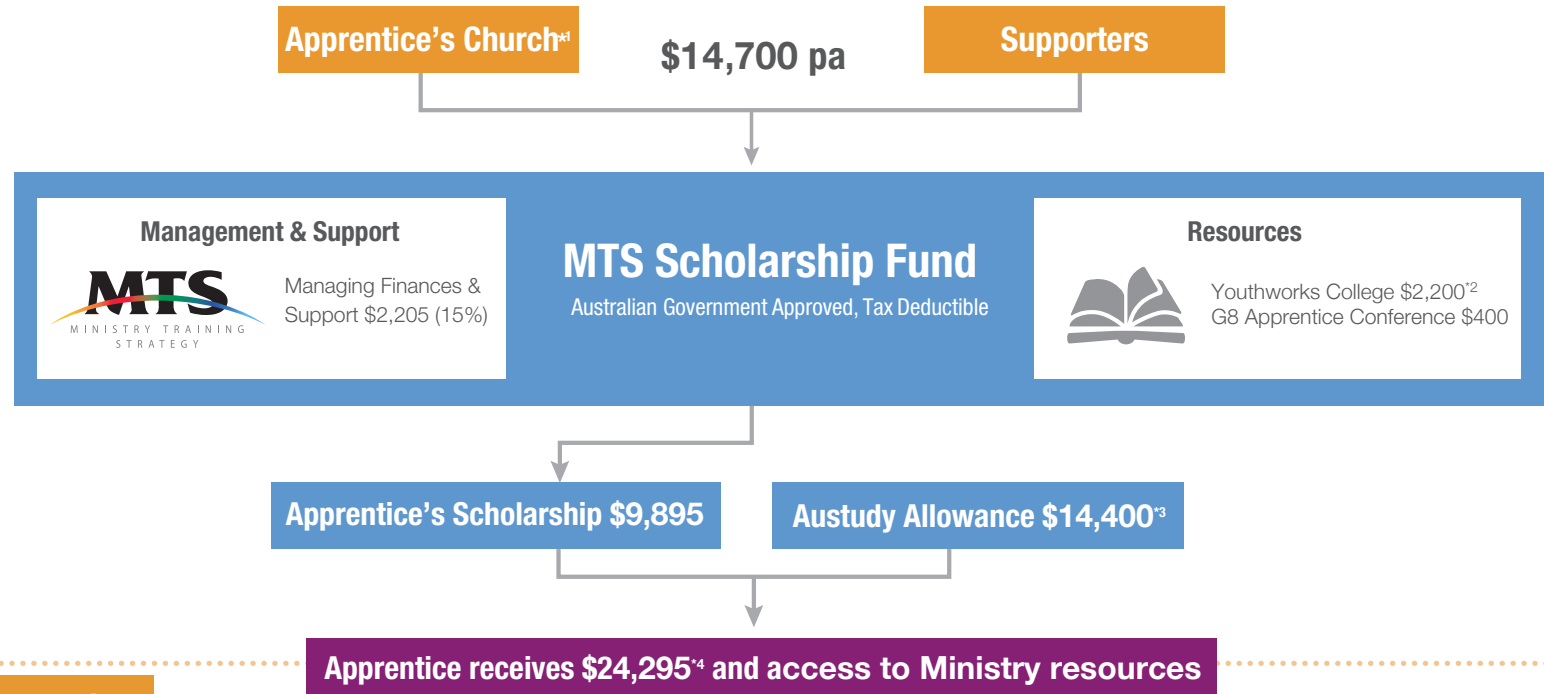 Apprentice's Church*1
$14,700 pa
Supporters
Management & Support
MTS
MINISTRY TRAINING
STRATEGY
Managing Finances &
Support $2,205 (15%)
MTS Scholarship Fund
Australian Government Approved, Tax Deductible
Resources
Youthworks College $2,200*2
G8 Apprentice Conference $400
Apprentice's Scholarship $9,895
Austudy Allowance $14,400*3
Apprentice receives $24,295*4 and access to Ministry resources